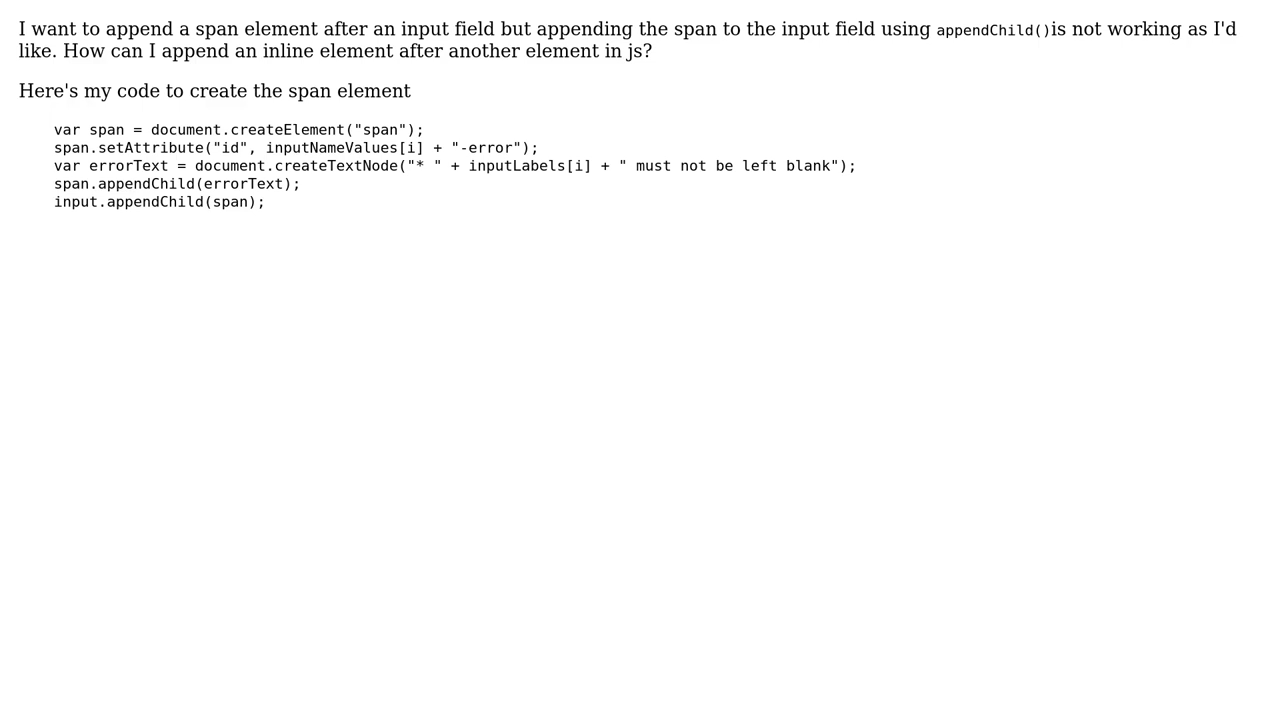 I want to append a span element after an input field but appending the span to the input field using appendChild()is not working as I'd
like. How can I append an inline element after another element in js?
Here's my code to create the span element
var span = document.createElement("span");
span.setAttribute("id", inputNameValues[i] + "-error");
var errorText = document.createTextNode("* " + inputLabels[i] + " must not be left blank");
span.appendChild(errorText);
input.appendChild(span);